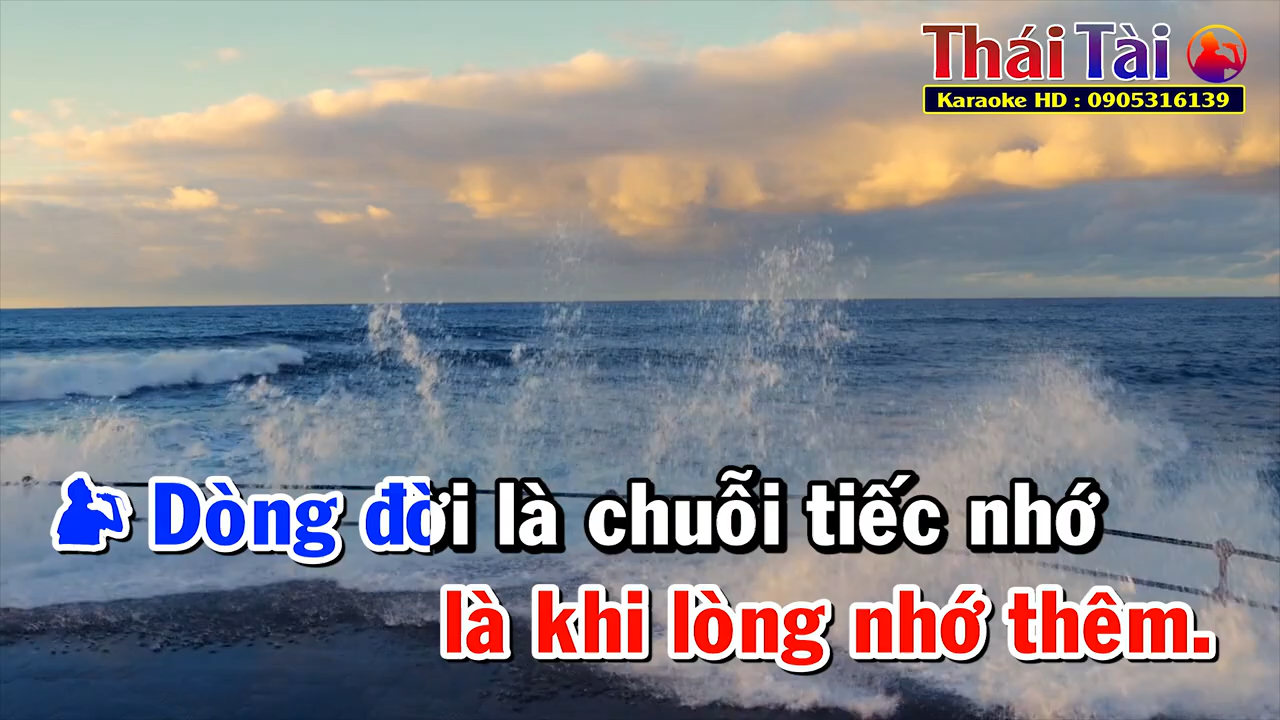 Thái Tài
Karaoke HD : 0905316139
Dòng đời là chuỗi tiếc nhớ
là khi lòng nhớ thêm.